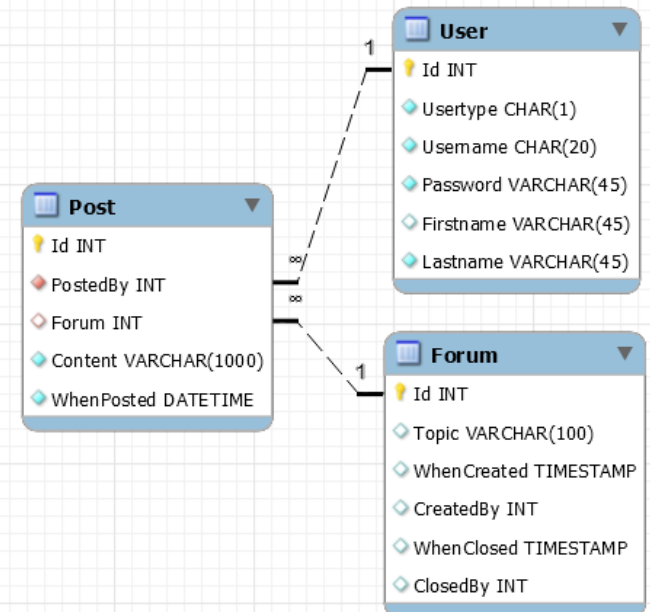 User
1
Id INT
Usertype CHAR(1)
Username CHAR(20)
Password VARCHAR(45)
Firstname VARCHAR(45)
Lastname VARCHAR(45)
Post
Id INT
PostedBy INT
Forum INT
Content VARCHAR(1000)
WhenPosted DATETIME
∞
∞
1
Forum
Id INT
Topic VARCHAR(100)
WhenCreated TIMESTAMP
CreatedBy INT
WhenClosed TIMESTAMP
ClosedBy INT